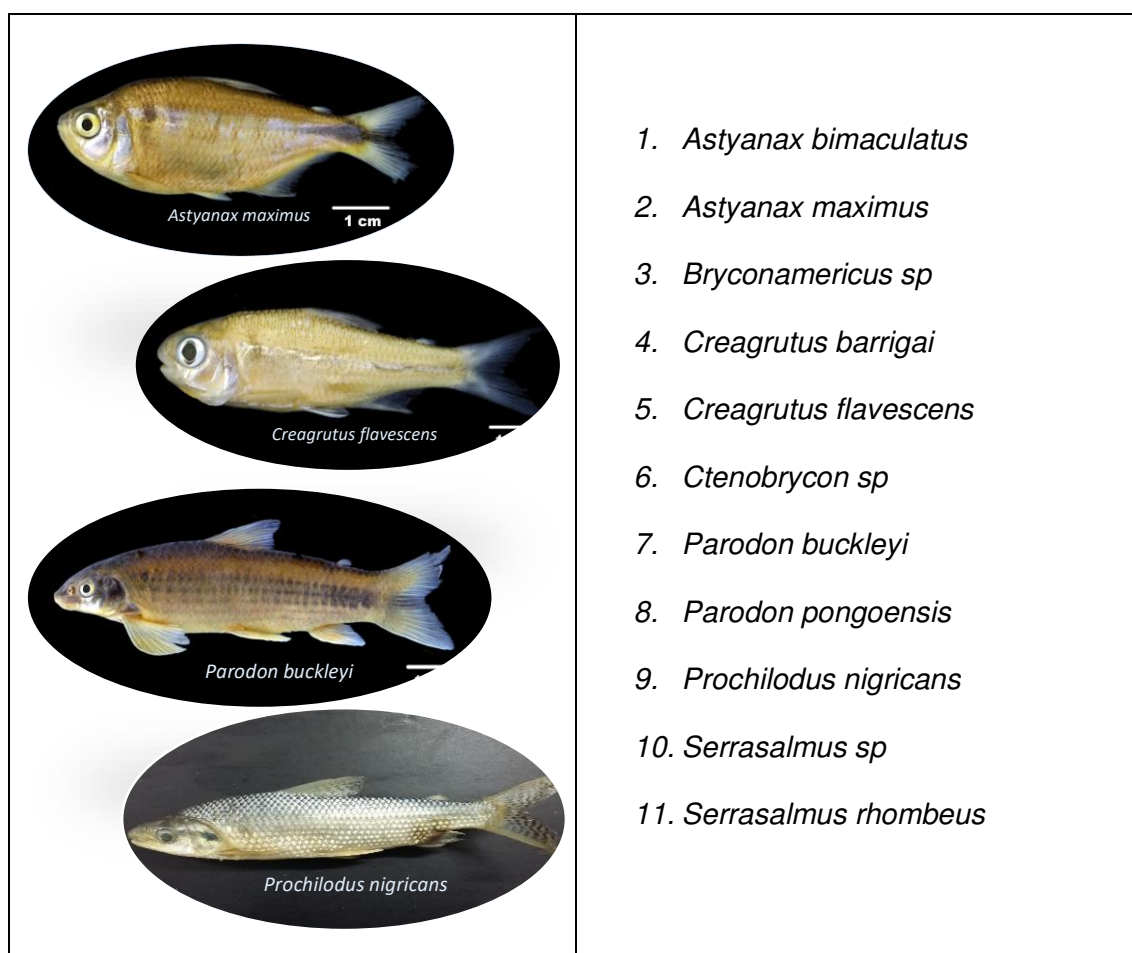 Astyanax maximus
1 cm
Creagrutus flavescens
Parodon buckleyi
Prochilodus nigricans
1. Astyanax bimaculatus
2. Astyanax maximus
3. Bryconamericus sp
4. Creagrutus barrigai
5. Creagrutus flavescens
6. Ctenobrycon sp
7. Parodon buckleyi
8. Parodon pongoensis
9. Prochilodus nigricans
10. Serrasalmus sp
11. Serrasalmus rhombeus